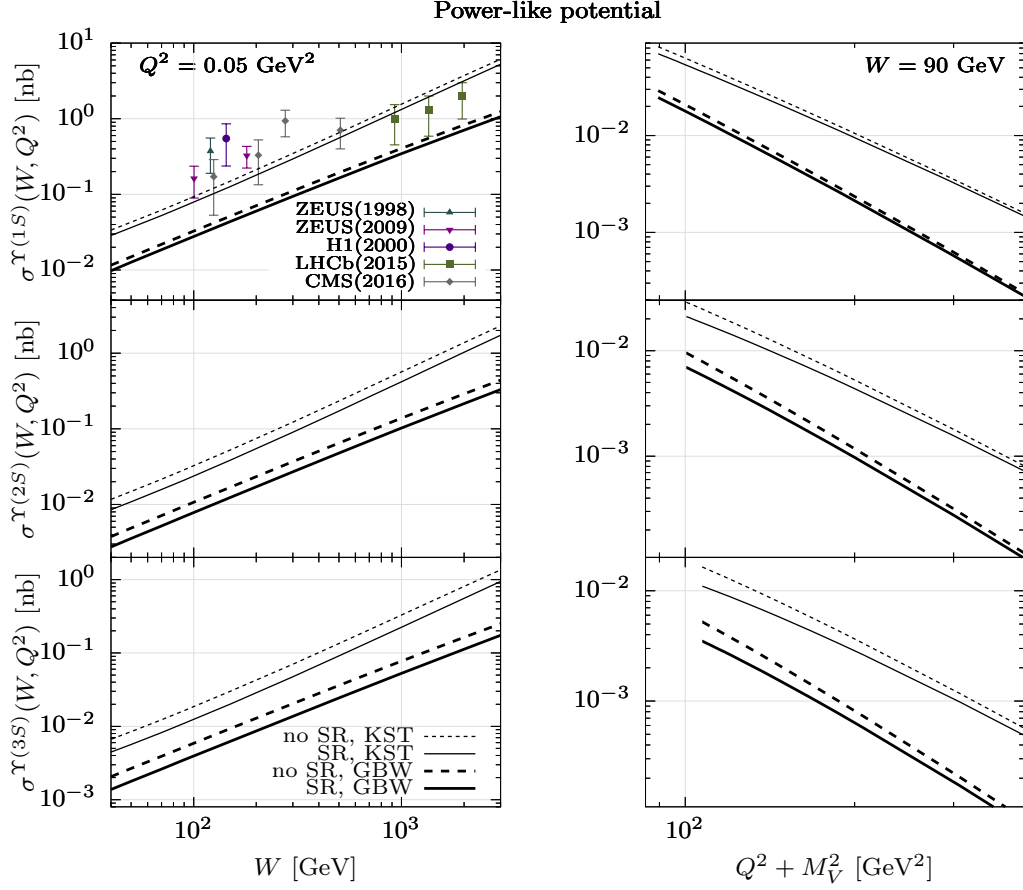 Power-like potential
σ^Υ(1S)(W, Q²) [nb]
10¹
10⁰
10⁻¹
10⁻²
Q² = 0.05 GeV²
ZEUS(1998)
ZEUS(2009)
H1(2000)
LHCb(2015)
CMS(2016)
W = 90 GeV
10⁻²
10⁻³
σ^Υ(2S)(W, Q²) [nb]
10⁰
10⁻¹
10⁻²
10⁻²
10⁻³
σ^Υ(3S)(W, Q²) [nb]
10⁰
10⁻¹
10⁻²
10⁻³
no SR, KST
SR, KST
no SR, GBW
SR, GBW
10⁻²
10⁻³
10² 10³
W [GeV]
10²
Q² + M_V² [GeV²]